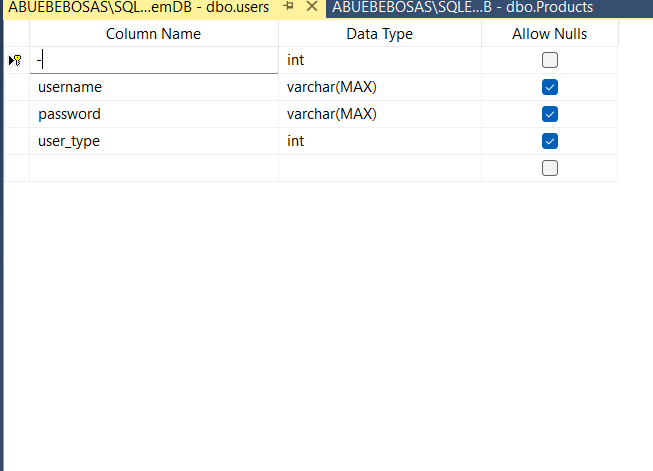 ABUEBEBOSAS\SQL...emDB - dbo.users ABUEBEBOSAS\SQLE...B - dbo.Products
Column Name Data Type Allow Nulls
- int
username varchar(MAX)
password varchar(MAX)
user_type int